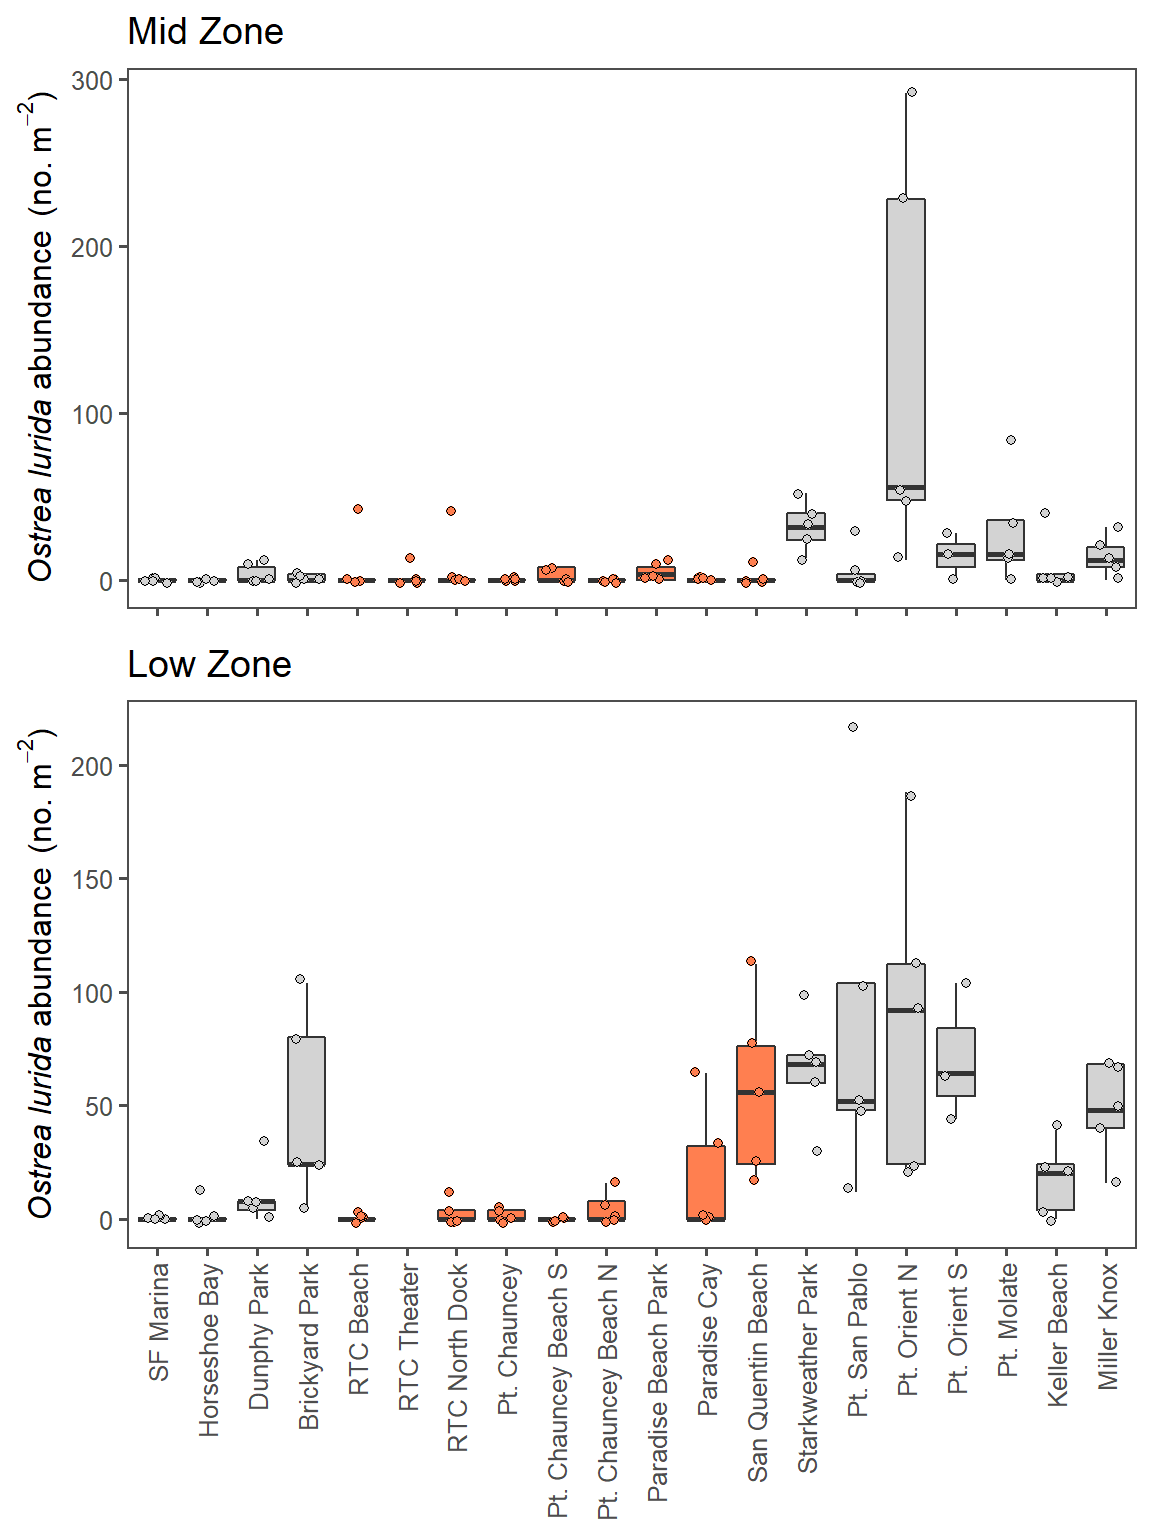 Mid Zone
Ostrea lurida abundance (no. m⁻²)
300
200
100
0
Low Zone
Ostrea lurida abundance (no. m⁻²)
200
150
100
50
0
SF Marina
Horseshoe Bay
Dunphy Park
Brickyard Park
RTC Beach
RTC Theater
RTC North Dock
Pt. Chauncey
Pt. Chauncey Beach S
Pt. Chauncey Beach N
Paradise Beach Park
Paradise Cay
San Quentin Beach
Starkweather Park
Pt. San Pablo
Pt. Orient N
Pt. Orient S
Pt. Molate
Keller Beach
Miller Knox